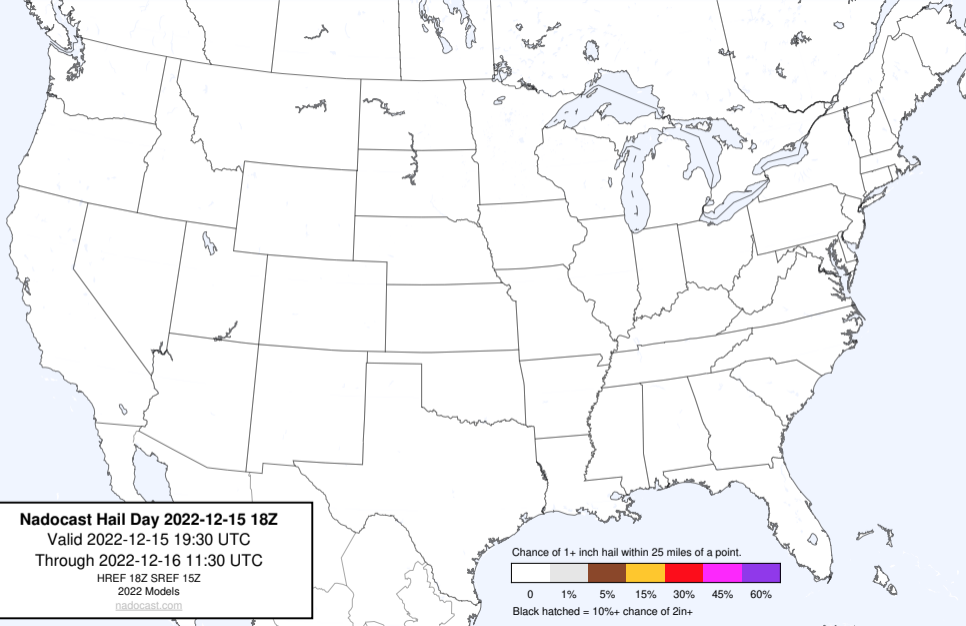 Nadocast Hail Day 2022-12-15 18Z
Valid 2022-12-15 19:30 UTC
Through 2022-12-16 11:30 UTC
HREF 18Z SREF 15Z
2022 Models
nadocast.com
Chance of 1+ inch hail within 25 miles of a point.
0 1% 5% 15% 30% 45% 60%
Black hatched = 10%+ chance of 2in+